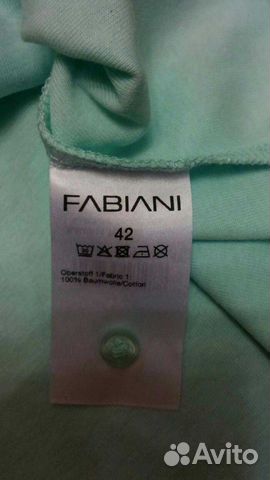 FABIANI
42
Oberstoff 1/Fabric 1
100% Baumwolle/Cotton
Avito